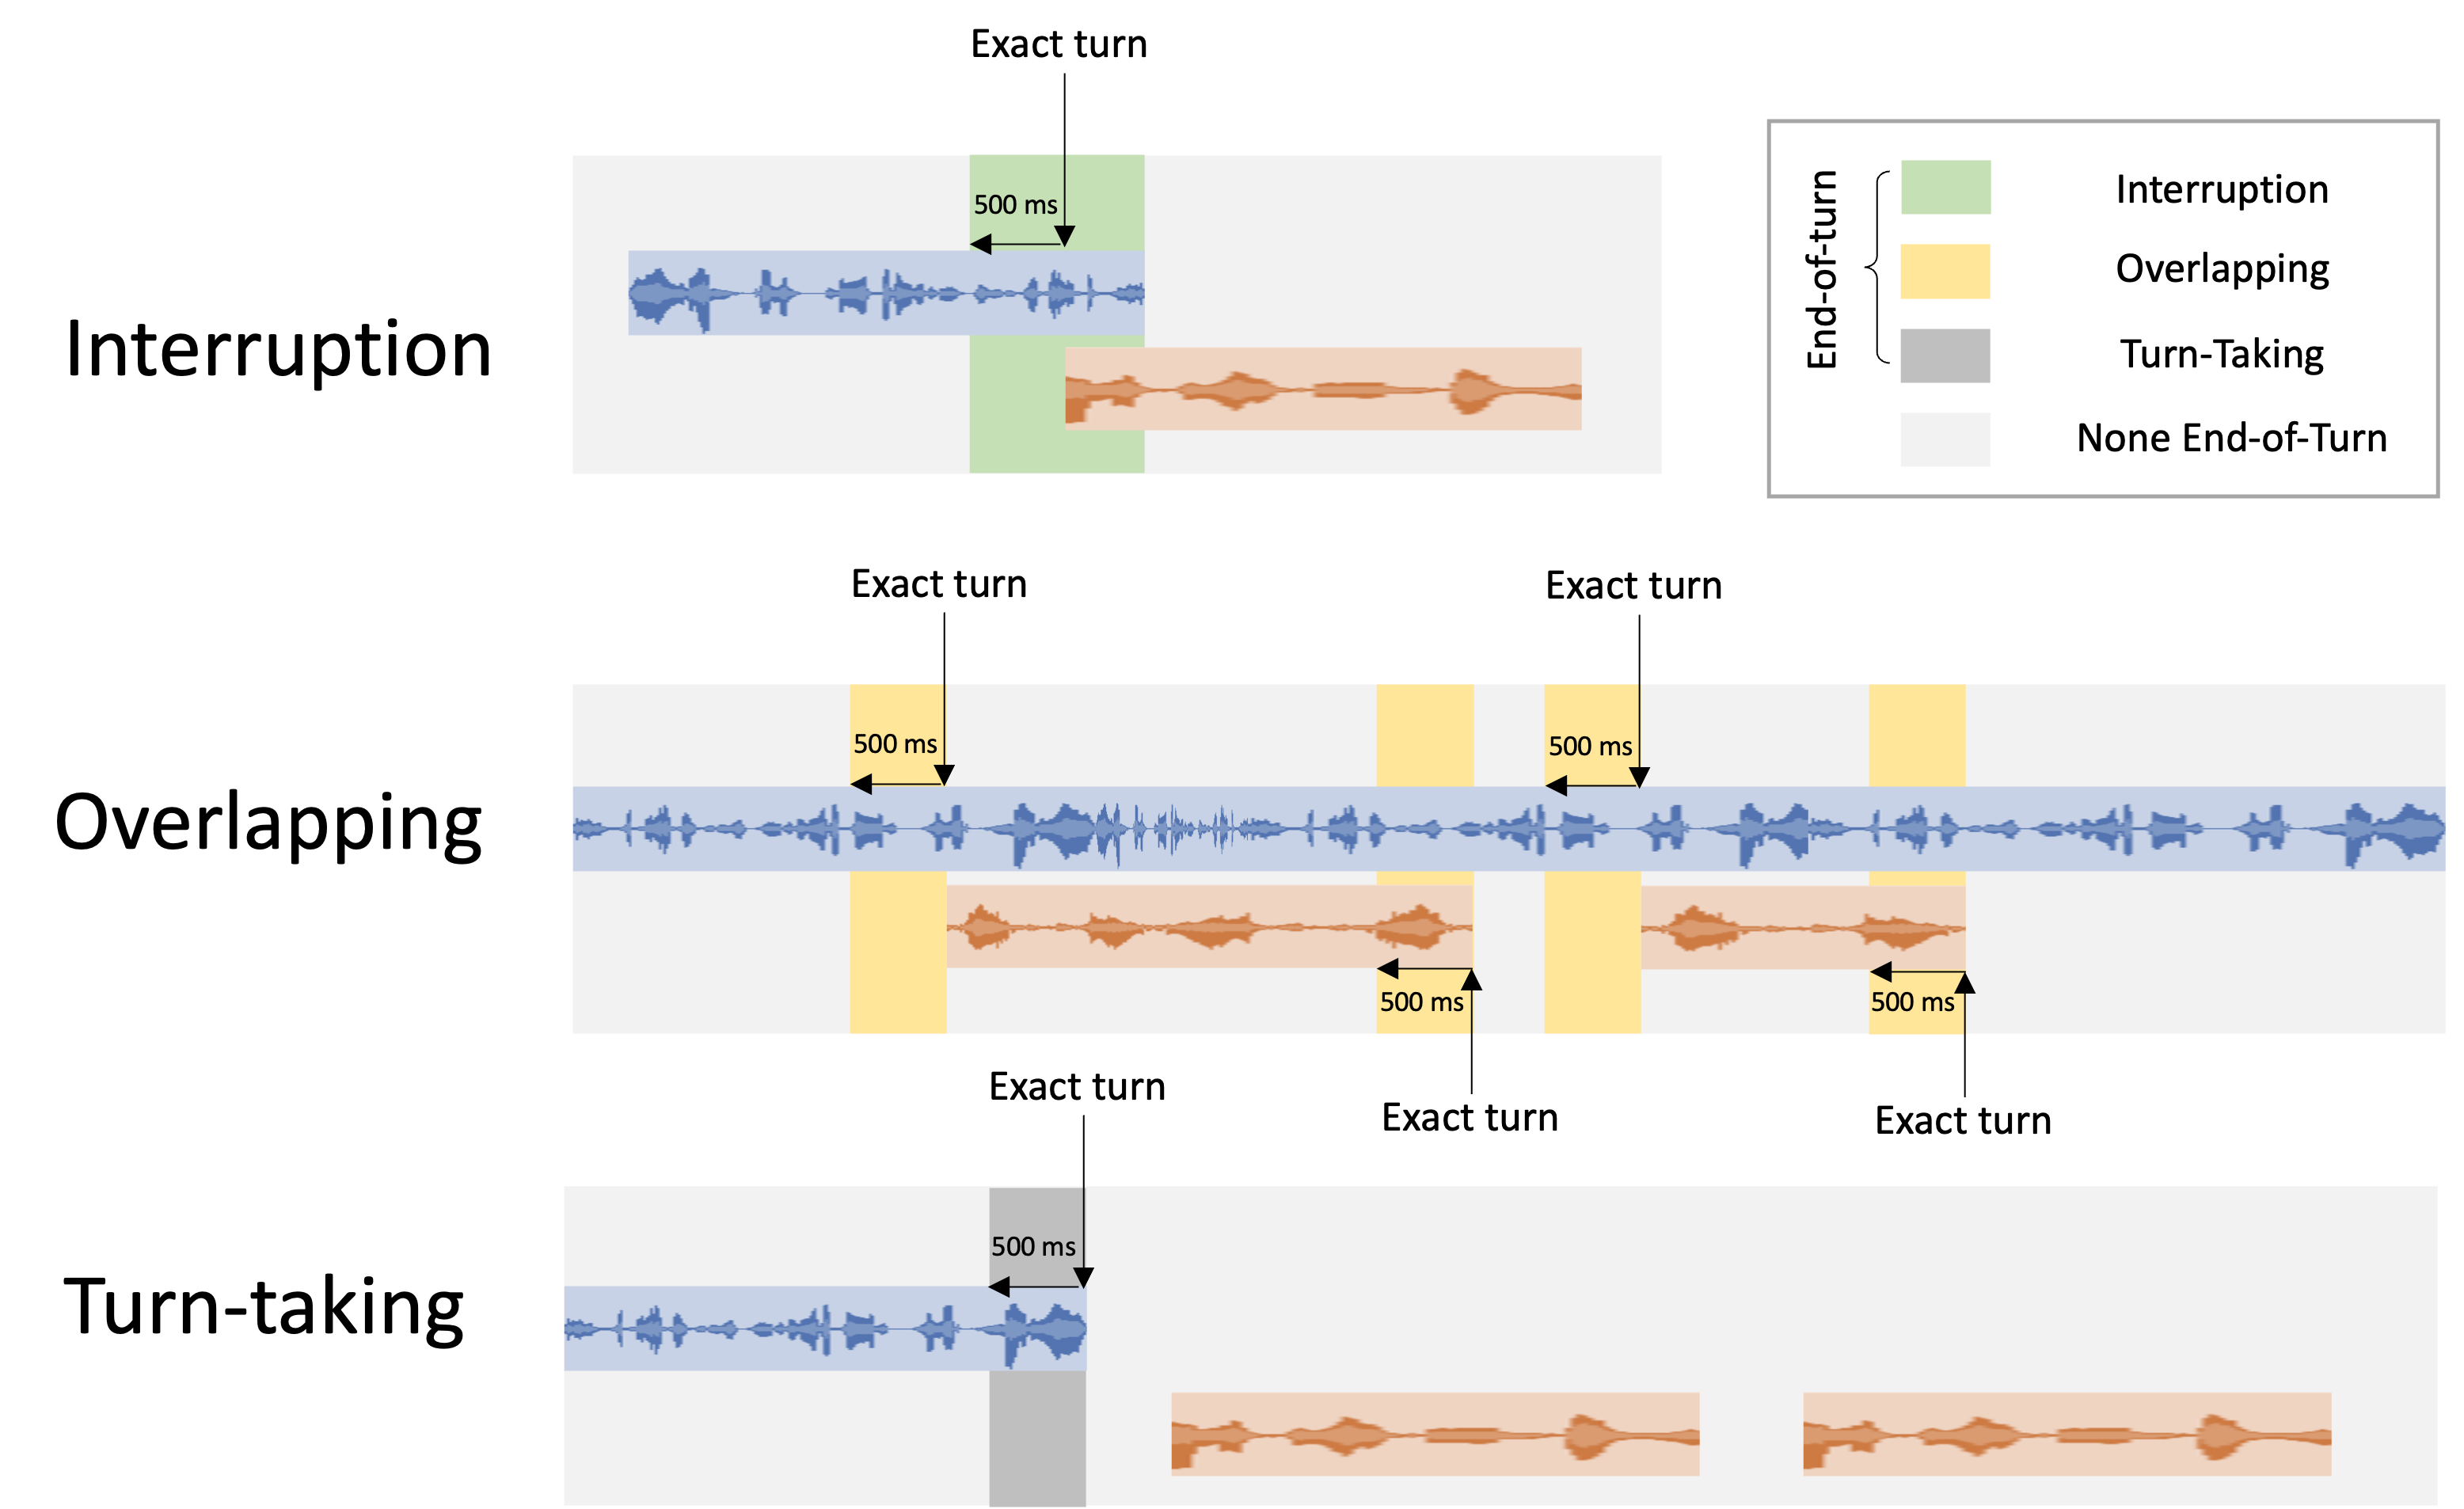 Exact turn
500 ms
Interruption
End-of-turn
Interruption
Overlapping
Turn-Taking
None End-of-Turn
Exact turn
Exact turn
500 ms
500 ms
Overlapping
500 ms
500 ms
Exact turn
Exact turn
Exact turn
500 ms
Turn-taking